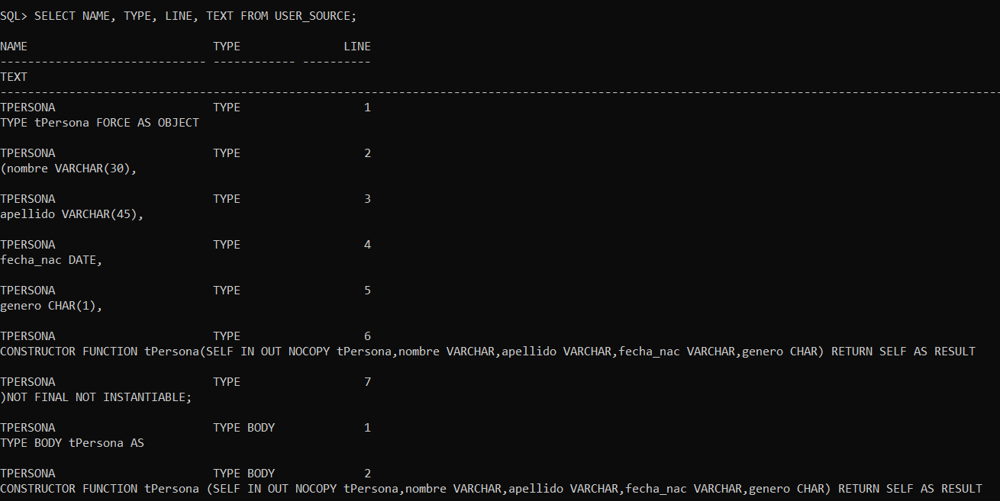 SQL> SELECT NAME, TYPE, LINE, TEXT FROM USER_SOURCE;
NAME                           TYPE               LINE
------------------------------ ------------ ----------
TEXT
--------------------------------------------------------------------------------------------------------------------------------------------------
TPERSONA                       TYPE                  1
TYPE tPersona FORCE AS OBJECT
TPERSONA                       TYPE                  2
(nombre VARCHAR(30),
TPERSONA                       TYPE                  3
apellido VARCHAR(45),
TPERSONA                       TYPE                  4
fecha_nac DATE,
TPERSONA                       TYPE                  5
genero CHAR(1),
TPERSONA                       TYPE                  6
CONSTRUCTOR FUNCTION tPersona(SELF IN OUT NOCOPY tPersona,nombre VARCHAR,apellido VARCHAR,fecha_nac VARCHAR,genero CHAR) RETURN SELF AS RESULT
TPERSONA                       TYPE                  7
)NOT FINAL NOT INSTANTIABLE;
TPERSONA                       TYPE BODY             1
TYPE BODY tPersona AS
TPERSONA                       TYPE BODY             2
CONSTRUCTOR FUNCTION tPersona (SELF IN OUT NOCOPY tPersona,nombre VARCHAR,apellido VARCHAR,fecha_nac VARCHAR,genero CHAR) RETURN SELF AS RESULT